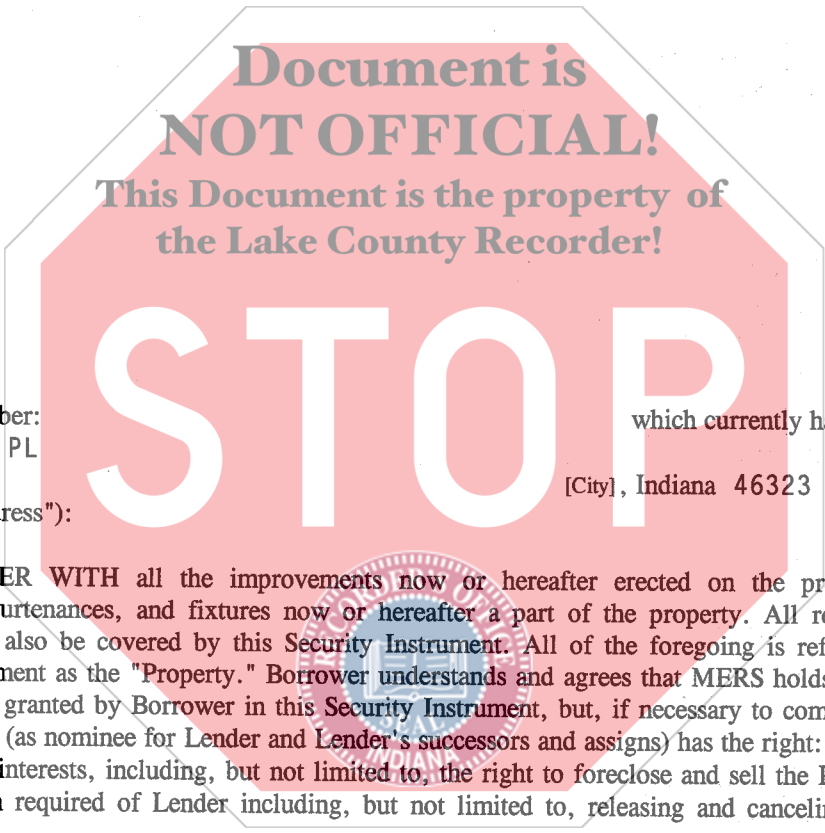 Document is
NOT OFFICIAL!
This Document is the property of
the Lake County Recorder!
STOP
ber: which currently h
PL
[City], Indiana 46323
ress"):
ER WITH all the improvements now or hereafter erected on the pr
urtenances, and fixtures now or hereafter a part of the property. All re
also be covered by this Security Instrument. All of the foregoing is ref
ment as the "Property." Borrower understands and agrees that MERS holds
granted by Borrower in this Security Instrument, but, if necessary to com
(as nominee for Lender and Lender's successors and assigns) has the right:
interests, including, but not limited to, the right to foreclose and sell the
required of Lender including, but not limited to, releasing and cancelin
RECORDER'S OFFICE
SEAL
INDIANA